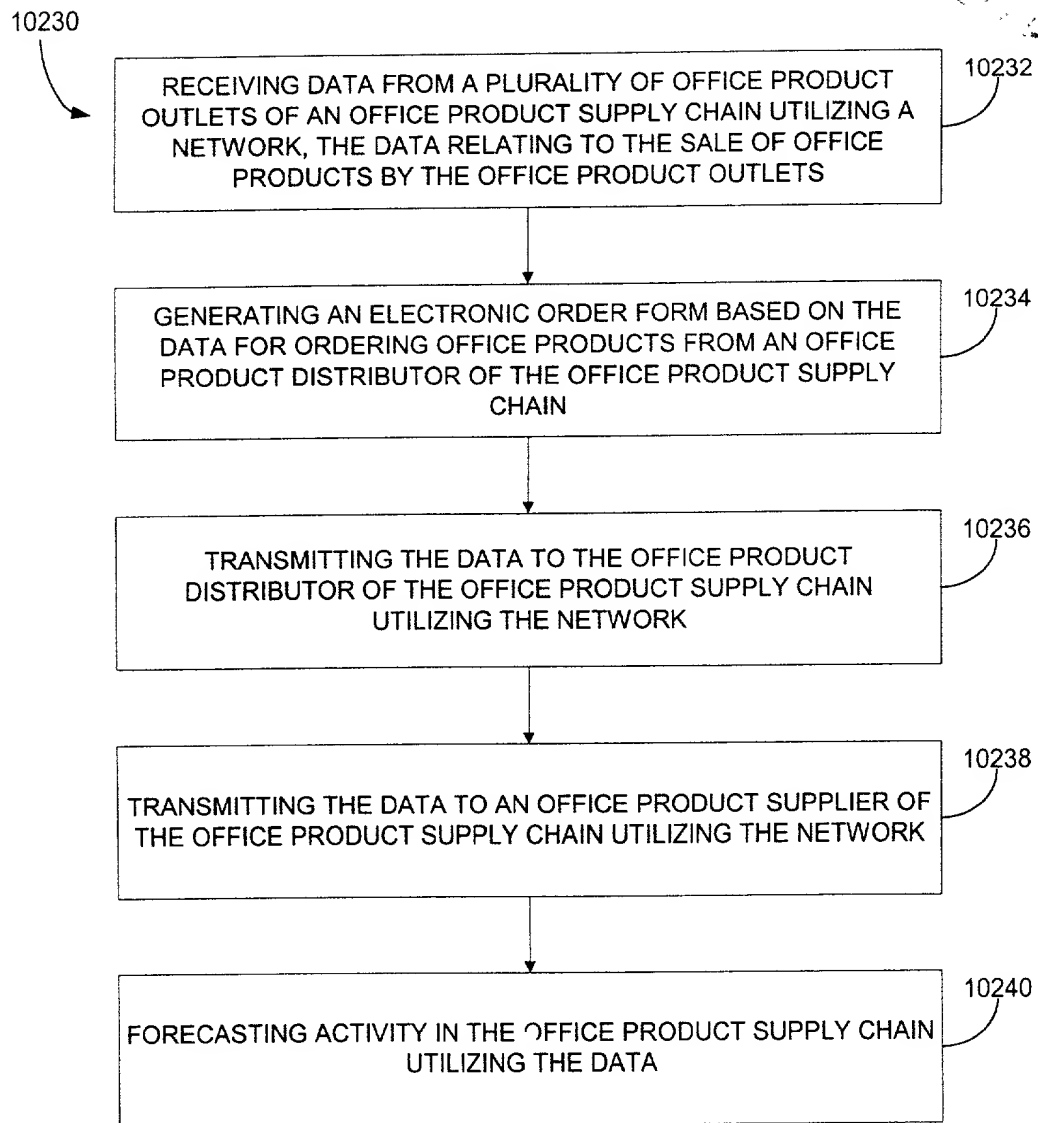 10230
RECEIVING DATA FROM A PLURALITY OF OFFICE PRODUCT
OUTLETS OF AN OFFICE PRODUCT SUPPLY CHAIN UTILIZING A
NETWORK, THE DATA RELATING TO THE SALE OF OFFICE
PRODUCTS BY THE OFFICE PRODUCT OUTLETS
10232
GENERATING AN ELECTRONIC ORDER FORM BASED ON THE
DATA FOR ORDERING OFFICE PRODUCTS FROM AN OFFICE
PRODUCT DISTRIBUTOR OF THE OFFICE PRODUCT SUPPLY
CHAIN
10234
TRANSMITTING THE DATA TO THE OFFICE PRODUCT
DISTRIBUTOR OF THE OFFICE PRODUCT SUPPLY CHAIN
UTILIZING THE NETWORK
10236
TRANSMITTING THE DATA TO AN OFFICE PRODUCT SUPPLIER OF
THE OFFICE PRODUCT SUPPLY CHAIN UTILIZING THE NETWORK
10238
FORECASTING ACTIVITY IN THE OFFICE PRODUCT SUPPLY CHAIN
UTILIZING THE DATA
10240